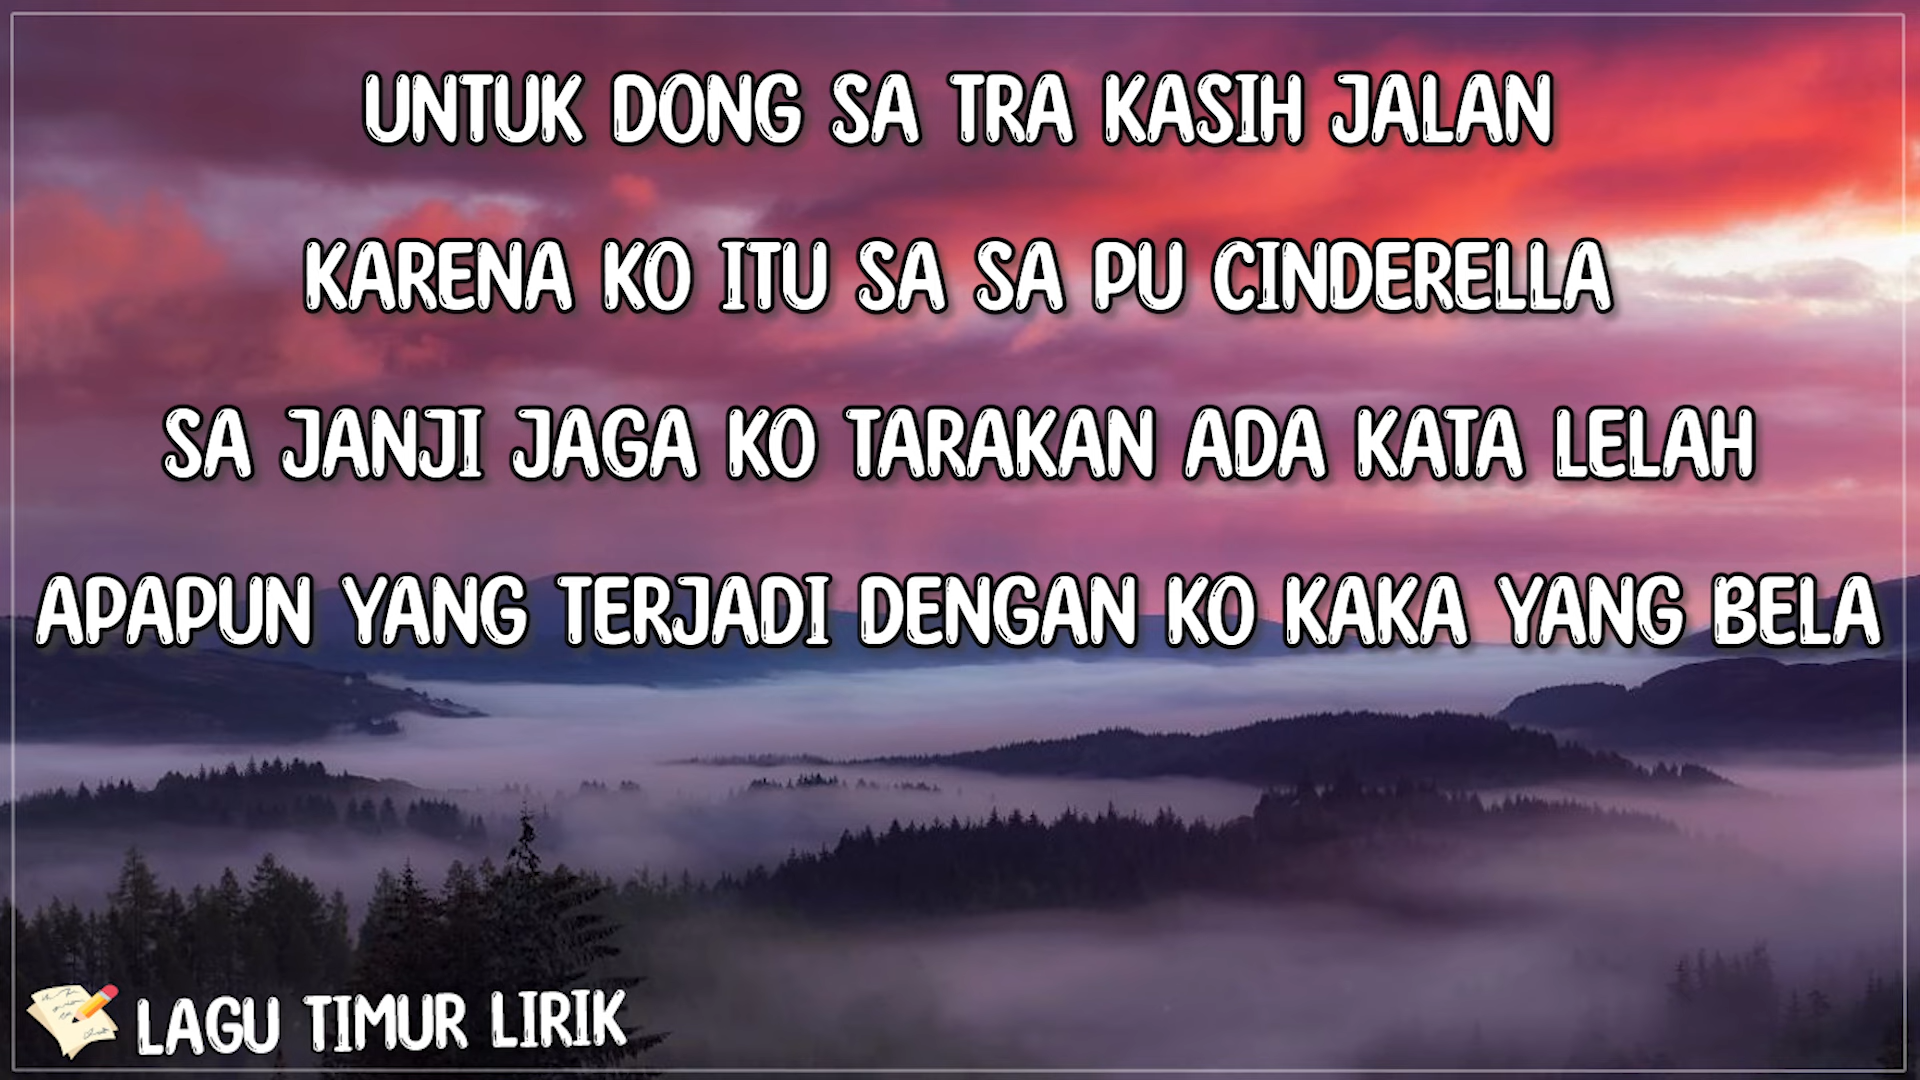 UNTUK DONG SA TRA KASIH JALAN
KARENA KO ITU SA SA PU CINDERELLA
SA JANJI JAGA KO TARAKAN ADA KATA LELAH
APAPUN YANG TERJADI DENGAN KO KAKA YANG BELA
LAGU TIMUR LIRIK